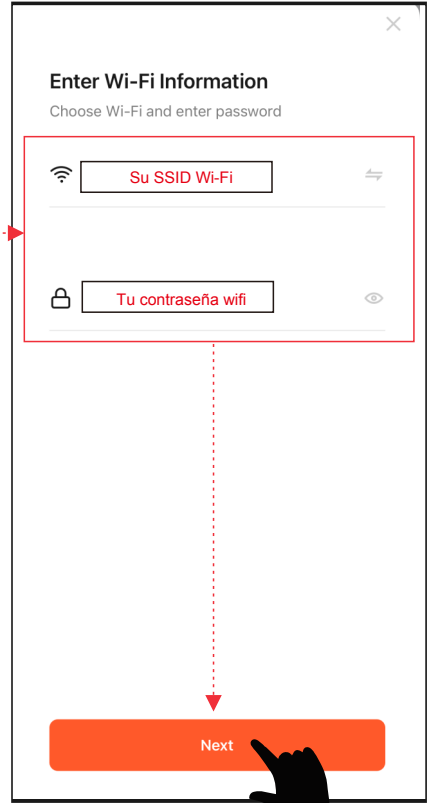 Enter Wi-Fi Information
Choose Wi-Fi and enter password
Su SSID Wi-Fi
Tu contraseña wifi
Next